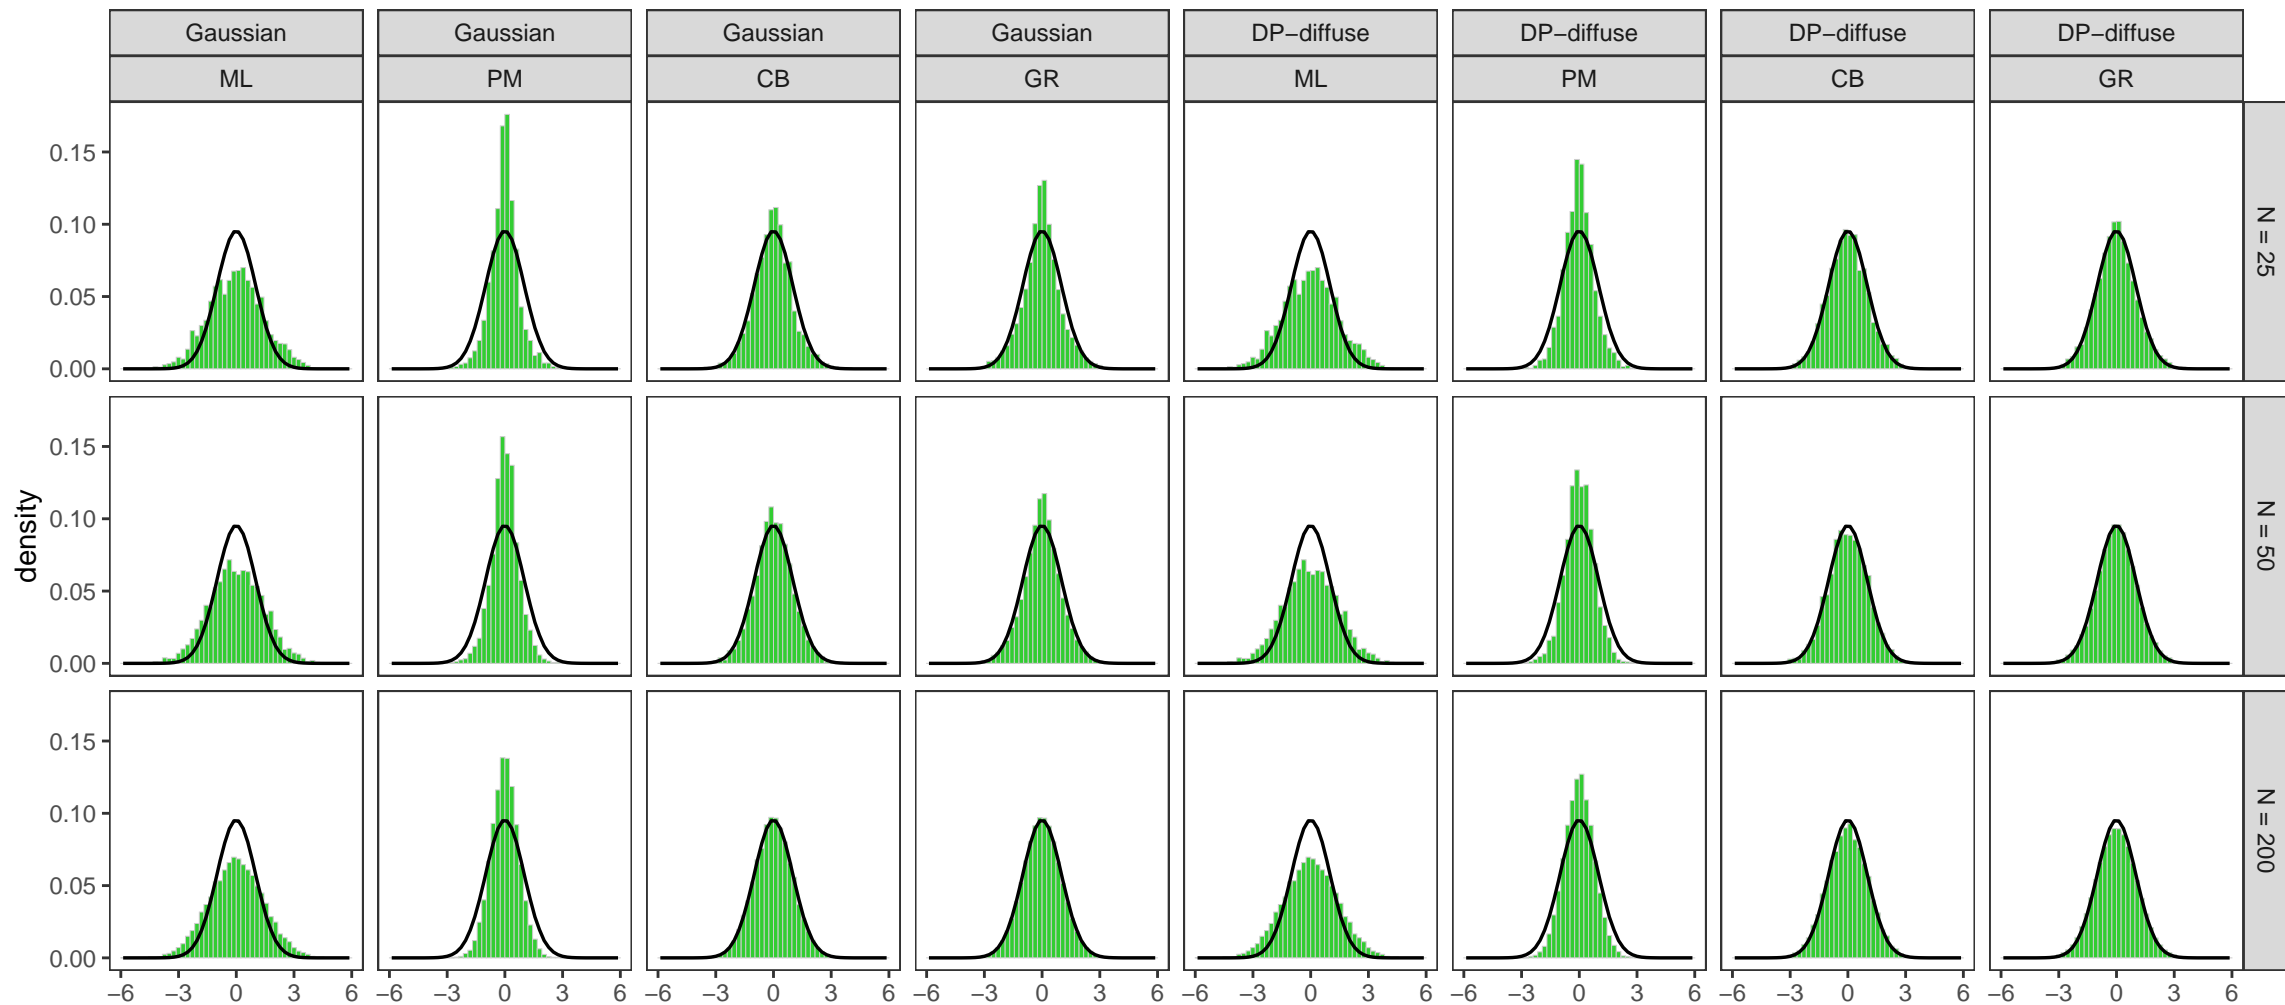 Gaussian Gaussian Gaussian Gaussian DP−diffuse DP−diffuse DP−diffuse DP−diffuse
ML PM CB GR ML PM CB GR
0.15
0.10
0.05
0.00
N = 25
0.15
0.10
0.05
0.00
N = 50
density
0.15
0.10
0.05
0.00
N = 200
−6 −3 0 3 6 −6 −3 0 3 6 −6 −3 0 3 6 −6 −3 0 3 6 −6 −3 0 3 6 −6 −3 0 3 6 −6 −3 0 3 6 −6 −3 0 3 6